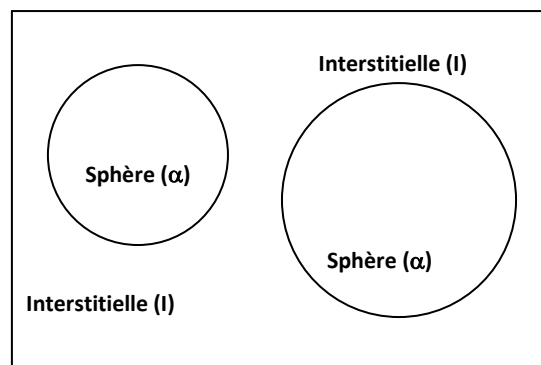 Interstitielle (I)
Sphère (α)
Sphère (α)
Interstitielle (I)